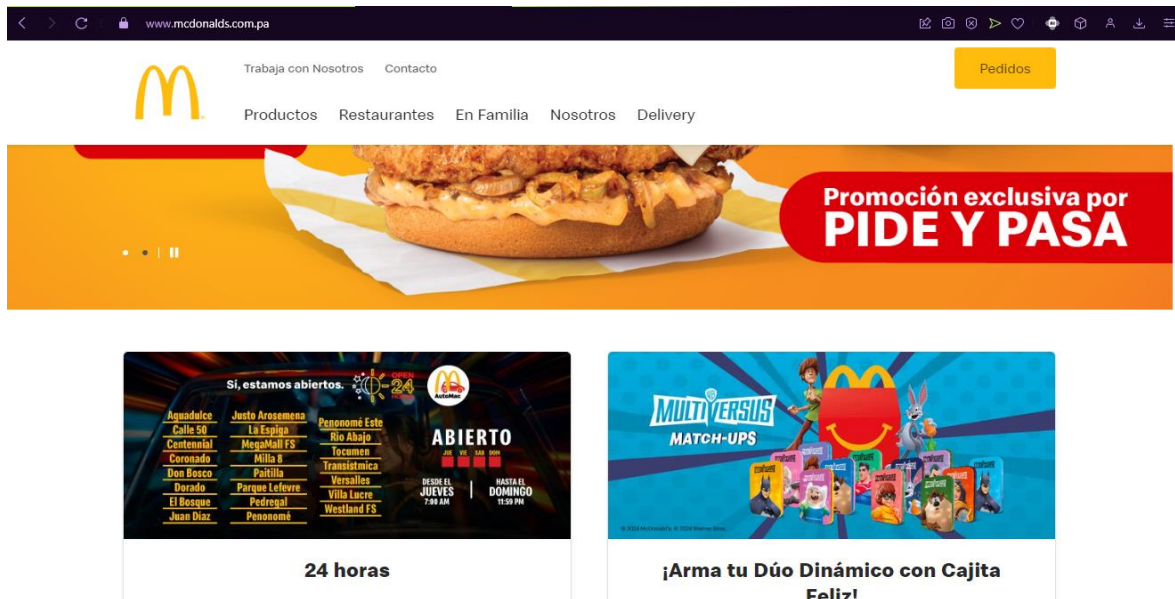 www.mcdonalds.com.pa
Trabaja con Nosotros Contacto
Pedidos
Productos Restaurantes En Familia Nosotros Delivery
Promoción exclusiva por
PIDE Y PASA
Sí, estamos abiertos.
OPEN
24
AutoMac
Aguadulce
Calle 50
Centennial
Coronado
Don Bosco
Dorado
El Bosque
Juan Díaz
Justo Arosemena
La Espiga
MegaMall FS
Milla 8
Paitilla
Parque Lefevre
Pedregal
Penonomé
Penonomé Este
Rio Abajo
Tocumen
Transístmica
Versalles
Villa Lucre
Westland FS
ABIERTO
JUE VIE SAB DOM
DESDE EL
JUEVES
7:00 AM
HASTA EL
DOMINGO
11:59 PM
MULTIVERSUS
MATCH-UPS
24 horas
¡Arma tu Dúo Dinámico con Cajita
Feliz!